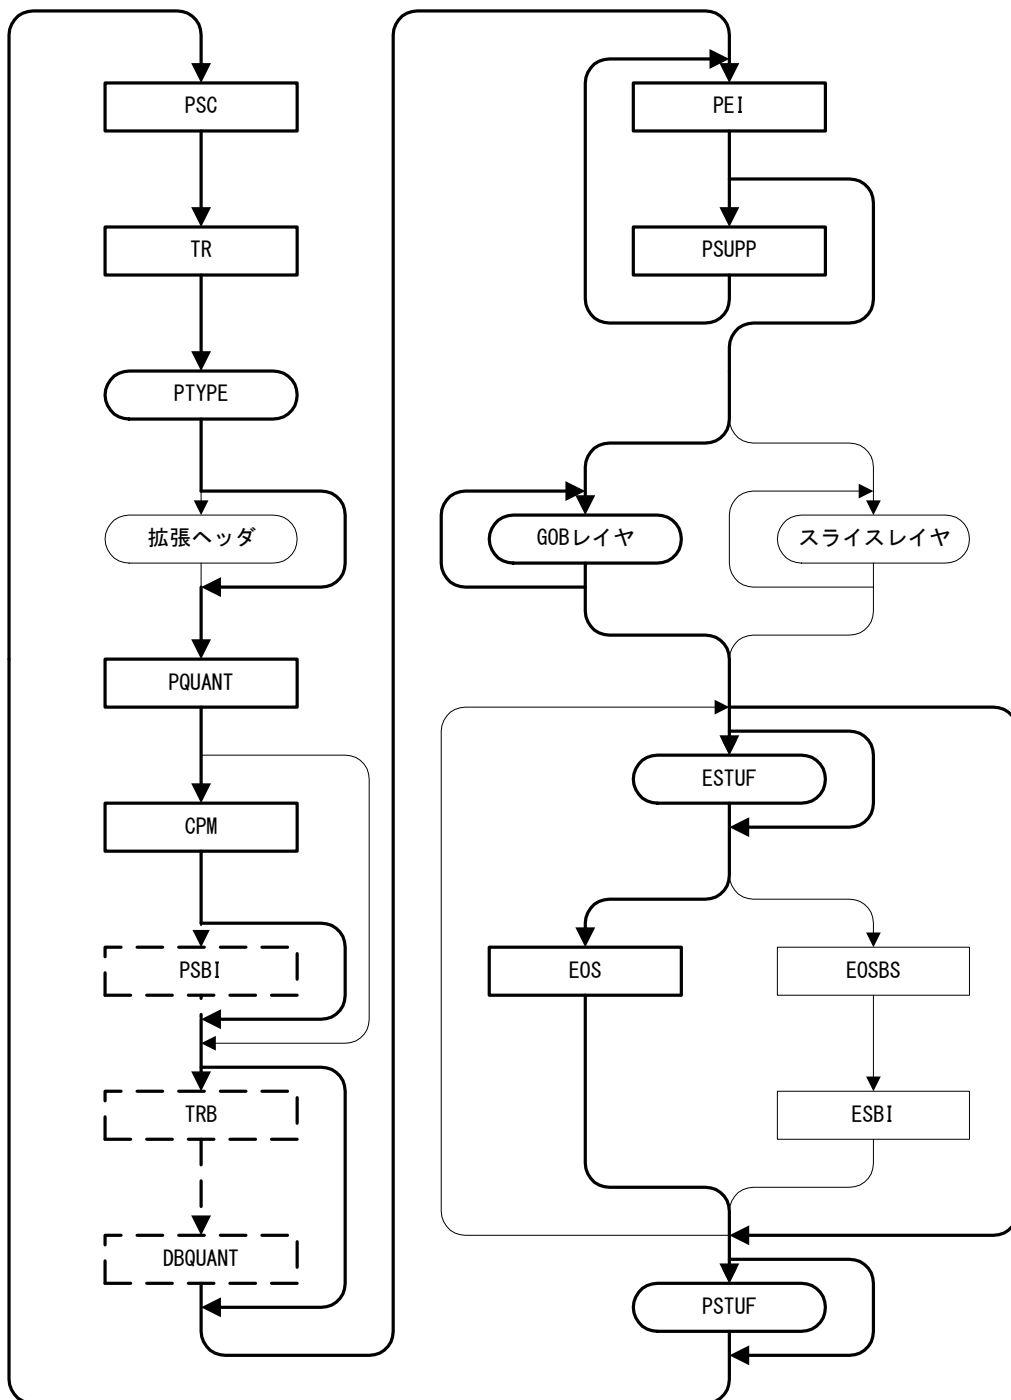 PSC
TR
PTYPE
拡張ヘッダ
PQUANT
CPM
PSBI
TRB
DBQUANT
PEI
PSUPP
GOBレイヤ
スライスレイヤ
ESTUF
EOS
EOSBS
ESBI
PSTUF